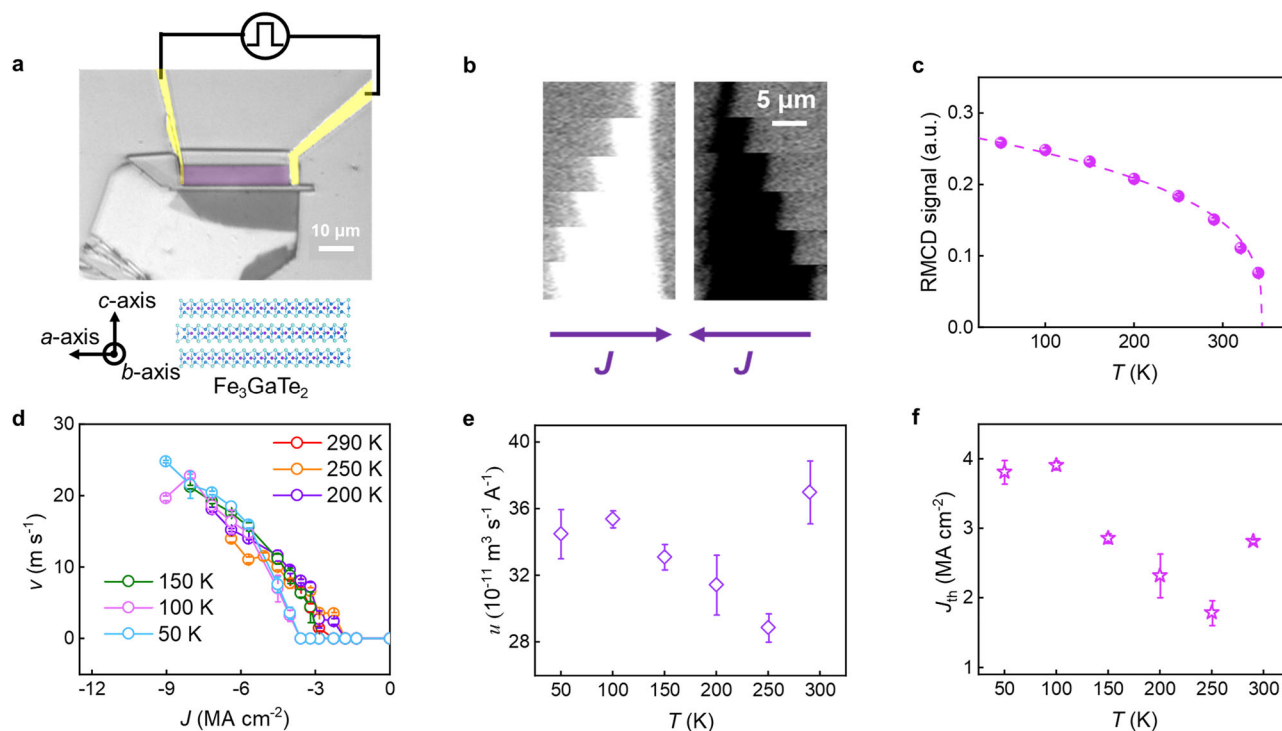 a
10 µm
c-axis
a-axis
b-axis
Fe₃GaTe₂
b
5 µm
J
J
c
RMCD signal (a.u.)
0.3
0.2
0.1
0.0
100 200 300
T (K)
d
v (m s⁻¹)
30
20
10
0
290 K
250 K
200 K
150 K
100 K
50 K
-12 -9 -6 -3 0
J (MA cm⁻²)
e
u (10⁻¹¹ m³ s⁻¹ A⁻¹)
40
36
32
28
50 100 150 200 250 300
T (K)
f
Jth (MA cm⁻²)
4
3
2
1
50 100 150 200 250 300
T (K)